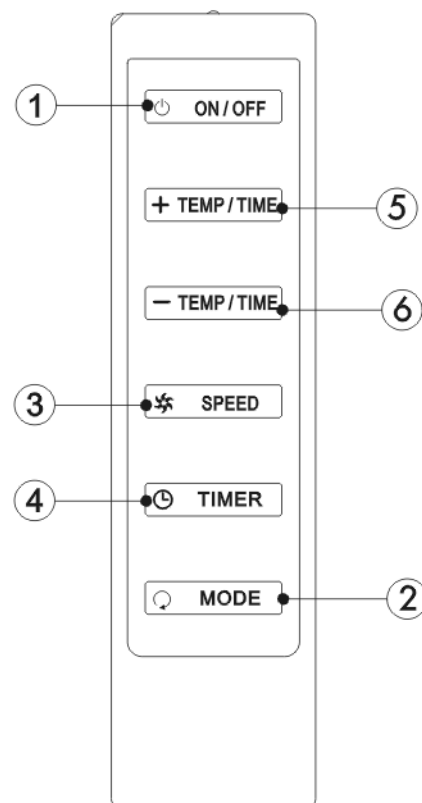 1 ON / OFF
+ TEMP / TIME 5
− TEMP / TIME 6
3 SPEED
4 TIMER
MODE 2